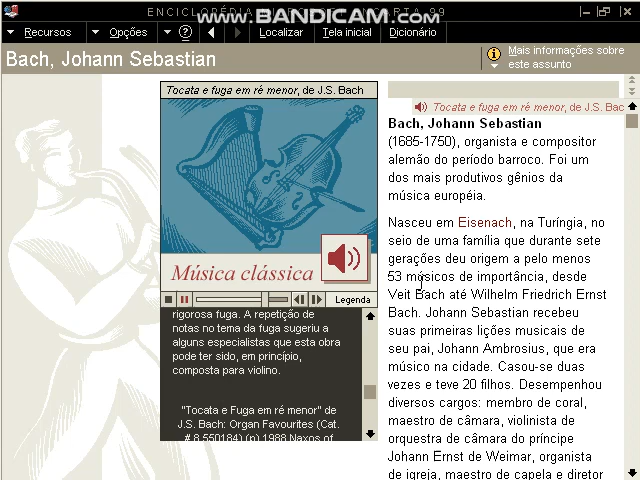 ENCICLOPÉDIA MICROSOFT ENCARTA 99
www.BANDICAM.com
Recursos Opções Localizar Tela inicial Dicionário
Bach, Johann Sebastian
Mais informações sobre
este assunto
Tocata e fuga em ré menor, de J.S. Bach
Música clássica
Legenda
rigorosa fuga. A repetição de
notas no tema da fuga sugeriu a
alguns especialistas que esta obra
pode ter sido, em princípio,
composta para violino.
"Tocata e Fuga em ré menor" de
J.S. Bach: Organ Favourites (Cat.
# 8.550184) (p) 1988 Naxos of
Tocata e fuga em ré menor, de J.S. Bac
Bach, Johann Sebastian
(1685-1750), organista e compositor
alemão do período barroco. Foi um
dos mais produtivos gênios da
música européia.
Nasceu em Eisenach, na Turíngia, no
seio de uma família que durante sete
gerações deu origem a pelo menos
53 músicos de importância, desde
Veit Bach até Wilhelm Friedrich Ernst
Bach. Johann Sebastian recebeu
suas primeiras lições musicais de
seu pai, Johann Ambrosius, que era
músico na cidade. Casou-se duas
vezes e teve 20 filhos. Desempenhou
diversos cargos: membro de coral,
maestro de câmara, violinista de
orquestra de câmara do príncipe
Johann Ernst de Weimar, organista
de igreja, maestro de capela e diretor